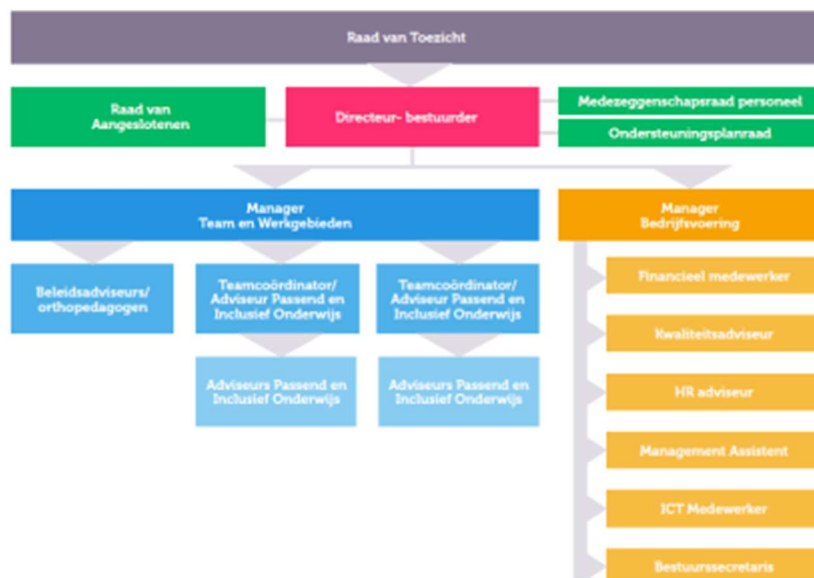 Raad van Toezicht
Raad van
Aangeslotenen
Directeur- bestuurder
Medezeggenschapsraad personeel
Ondersteuningsplanraad
Manager
Team en Werkgebieden
Manager
Bedrijfsvoering
Beleidsadviseurs/
orthopedagogen
Teamcoördinator/
Adviseur Passend en
Inclusief Onderwijs
Teamcoördinator/
Adviseur Passend en
Inclusief Onderwijs
Adviseurs Passend en
Inclusief Onderwijs
Adviseurs Passend en
Inclusief Onderwijs
Financieel medewerker
Kwaliteitsadviseur
HR adviseur
Management Assistent
ICT Medewerker
Bestuurssecretaris